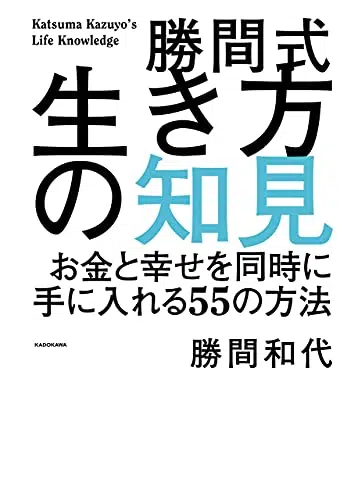 Katsuma Kazuyo's
Life Knowledge
勝間式
生き方
の知見
お金と幸せを同時に
手に入れる55の方法
KADOKAWA
勝間和代